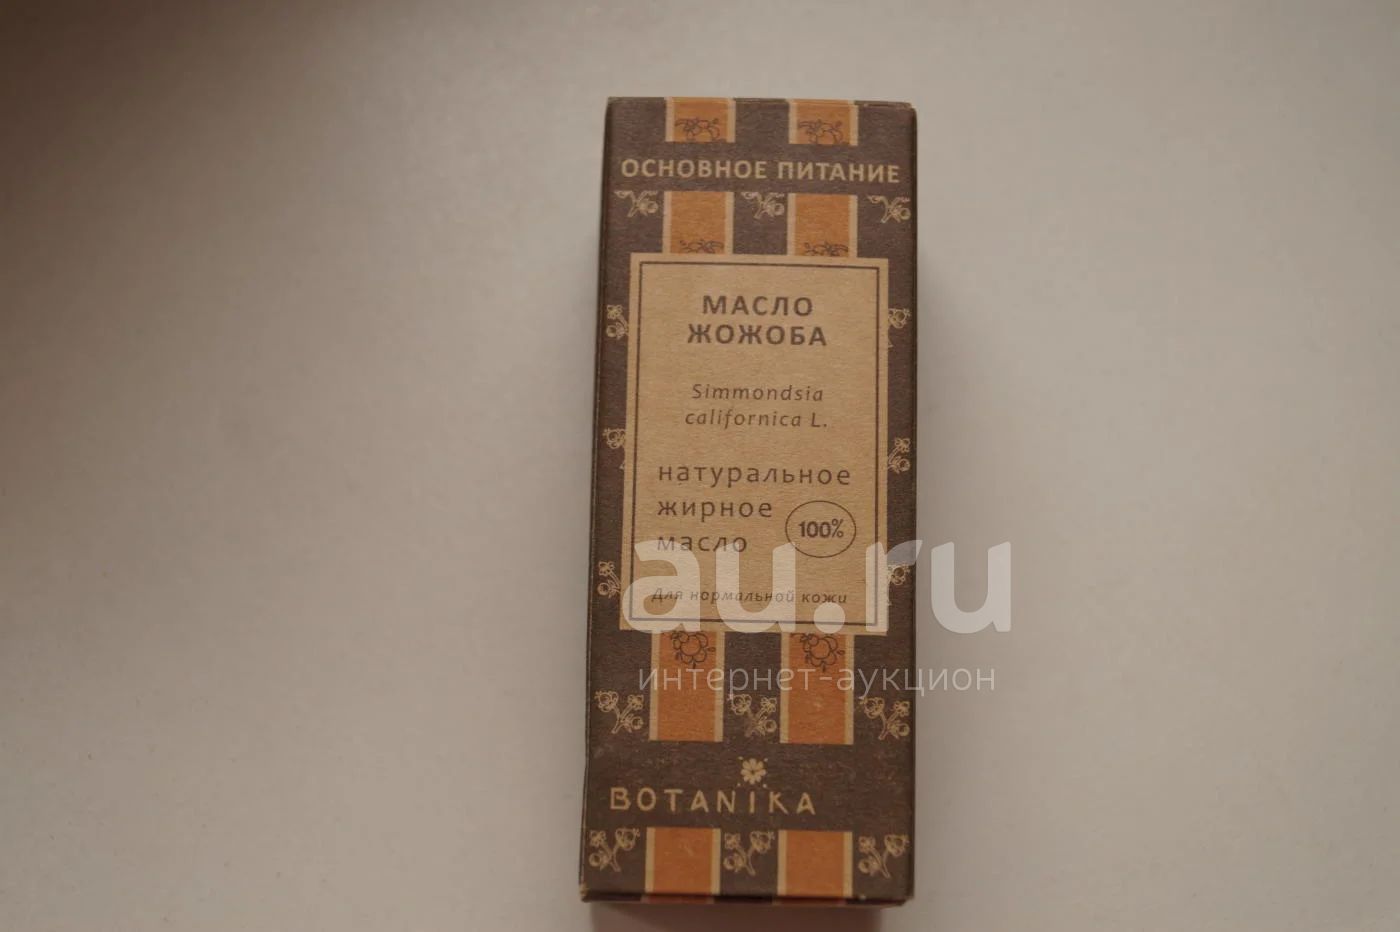 ОСНОВНОЕ ПИТАНИЕ
МАСЛО
ЖОЖОБА
Simmondsia
californica L.
натуральное
жирное
масло
100%
Для нормальной кожи
au.ru
интернет-аукцион
BOTANIKA